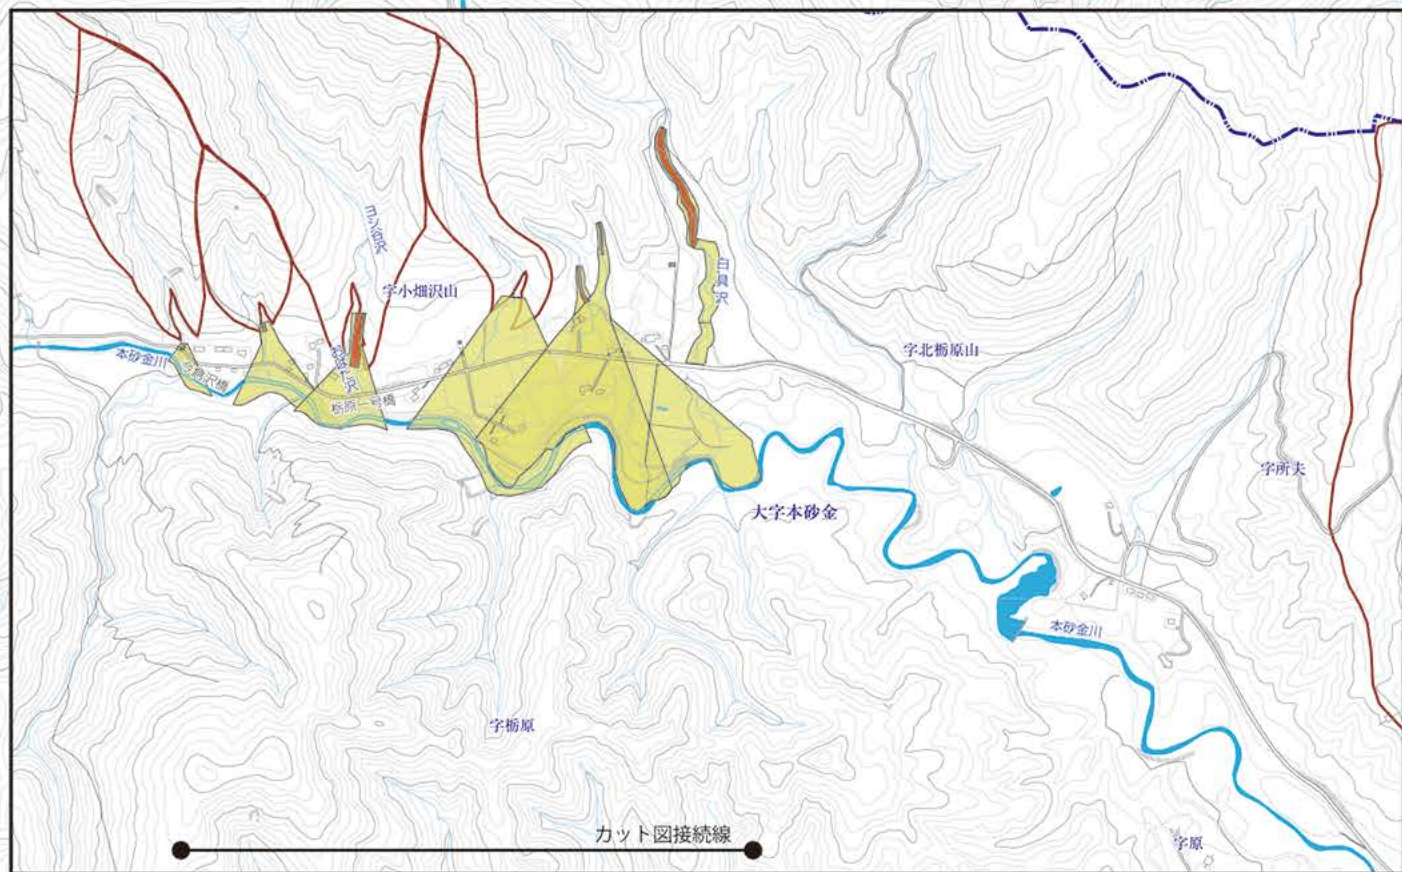 字小畑沢山
白貝沢
本砂金川
栃原一号橋
字北栃原山
字所夫
大字本砂金
本砂金川
字栃原
カット図接続線
字原